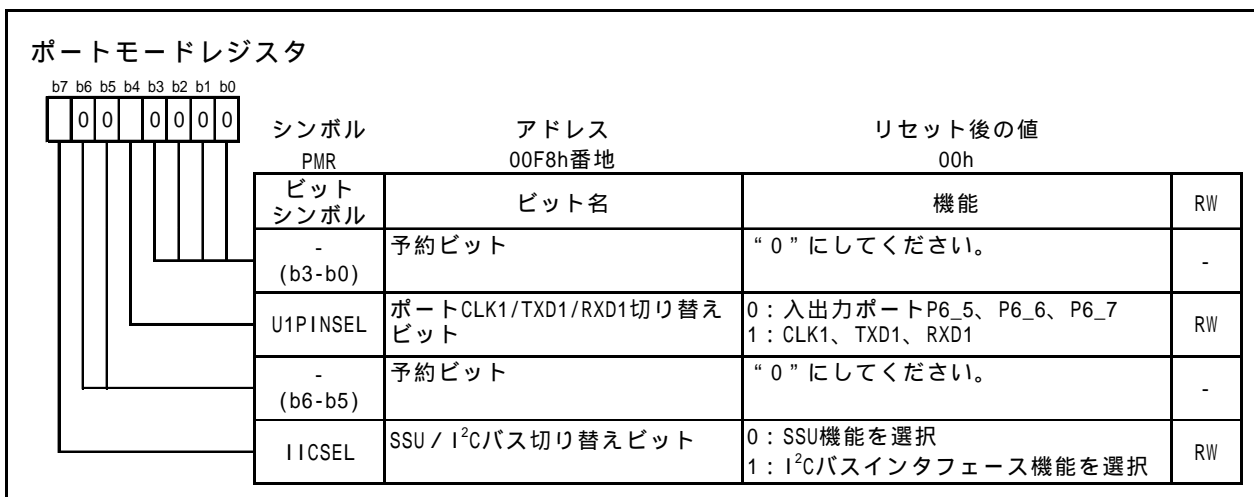 ポートモードレジスタ
b7 b6 b5 b4 b3 b2 b1 b0
0 0 0 0 0 0
シンボル アドレス リセット後の値
PMR 00F8h番地 00h
ビット
シンボル ビット名 機能 RW
-
(b3-b0) 予約ビット “0”にしてください。 -
U1PINSEL ポートCLK1/TXD1/RXD1切り替え
ビット 0:入出力ポートP6_5、P6_6、P6_7
1:CLK1、TXD1、RXD1 RW
-
(b6-b5) 予約ビット “0”にしてください。 -
IICSEL SSU/I²Cバス切り替えビット 0:SSU機能を選択
1:I²Cバスインタフェース機能を選択 RW